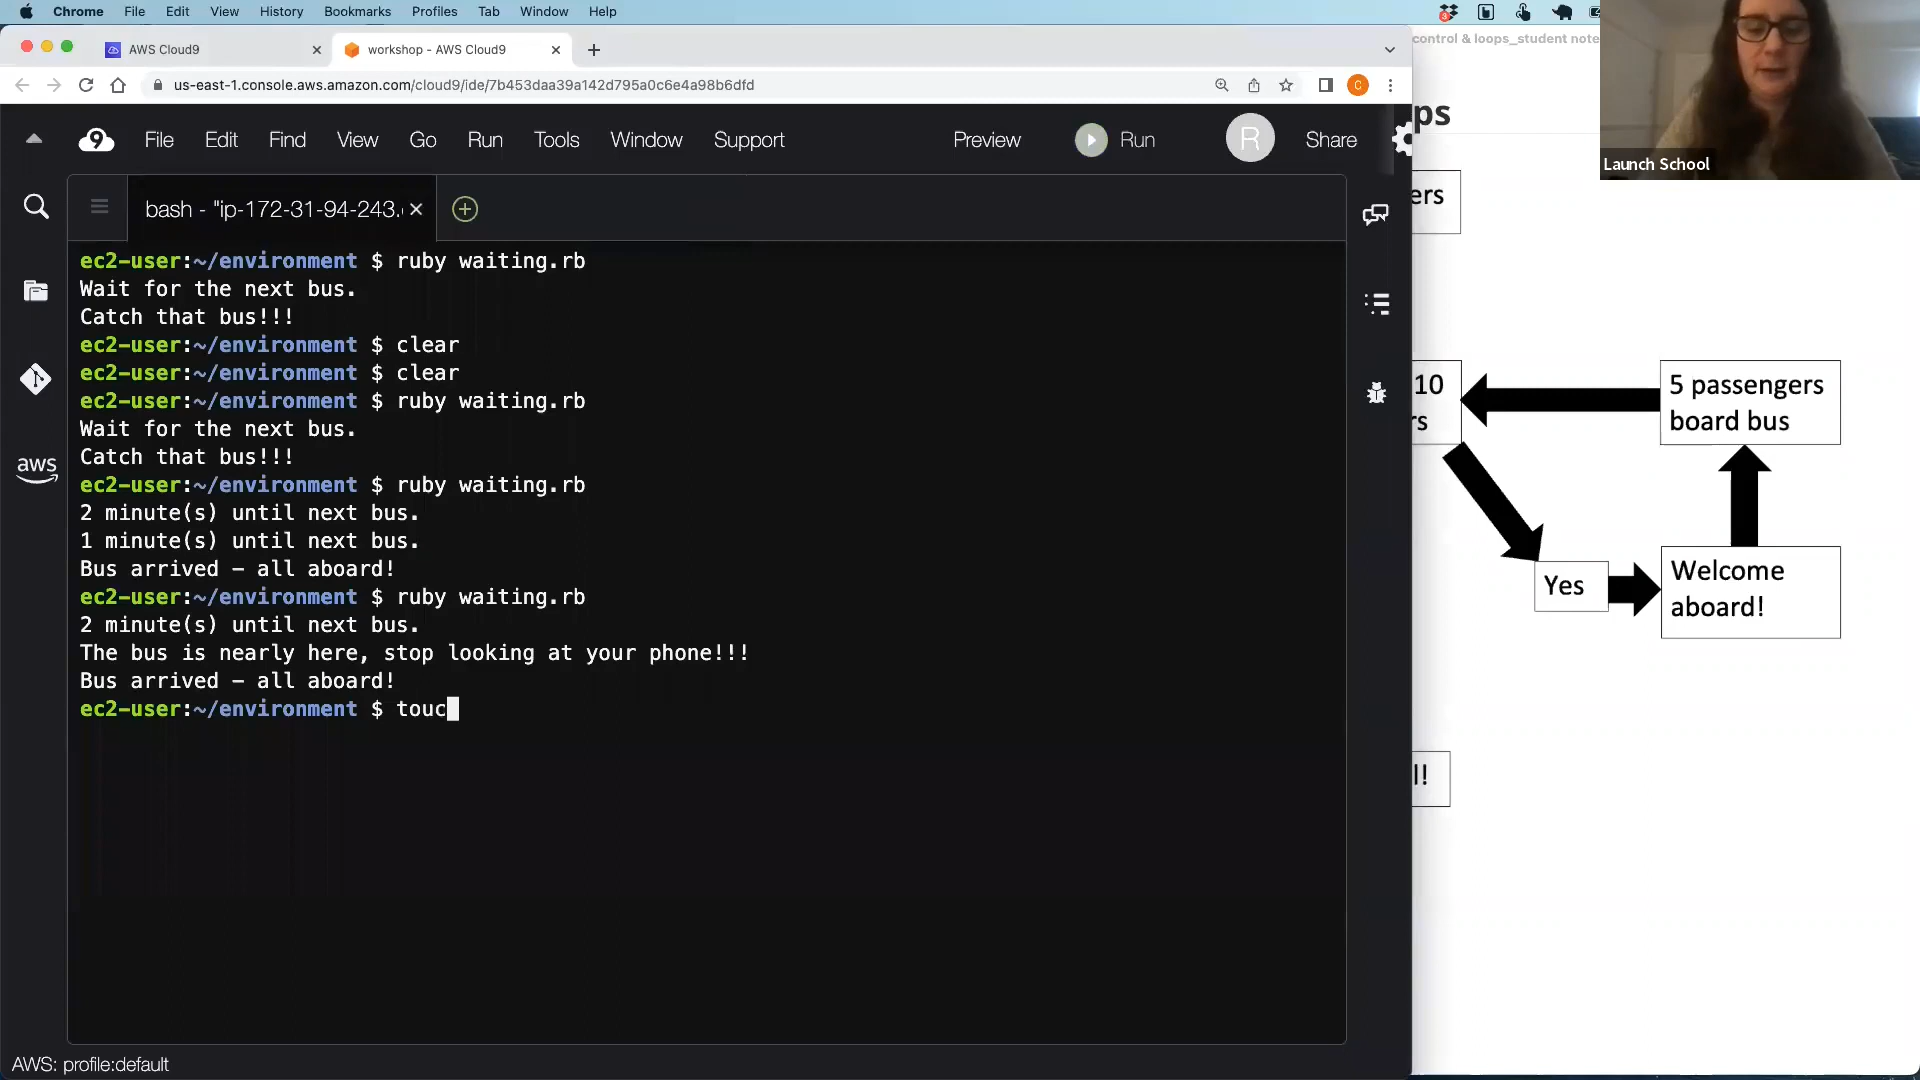 Chrome File Edit View History Bookmarks Profiles Tab Window Help
3
AWS Cloud9
workshop - AWS Cloud9
control & loops_student note
us-east-1.console.aws.amazon.com/cloud9/ide/7b453daa39a142d795a0c6e4a98b6dfd
C
9 File Edit Find View Go Run Tools Window Support Preview Run R Share
ps
Launch School
bash - "ip-172-31-94-243.
ers
ec2-user:~/environment $ ruby waiting.rb
Wait for the next bus.
Catch that bus!!!
ec2-user:~/environment $ clear
ec2-user:~/environment $ clear
ec2-user:~/environment $ ruby waiting.rb
Wait for the next bus.
Catch that bus!!!
ec2-user:~/environment $ ruby waiting.rb
2 minute(s) until next bus.
1 minute(s) until next bus.
Bus arrived – all aboard!
ec2-user:~/environment $ ruby waiting.rb
2 minute(s) until next bus.
The bus is nearly here, stop looking at your phone!!!
Bus arrived – all aboard!
ec2-user:~/environment $ touc
aws
10
rs
5 passengers
board bus
Yes
Welcome
aboard!
l!
AWS: profile:default